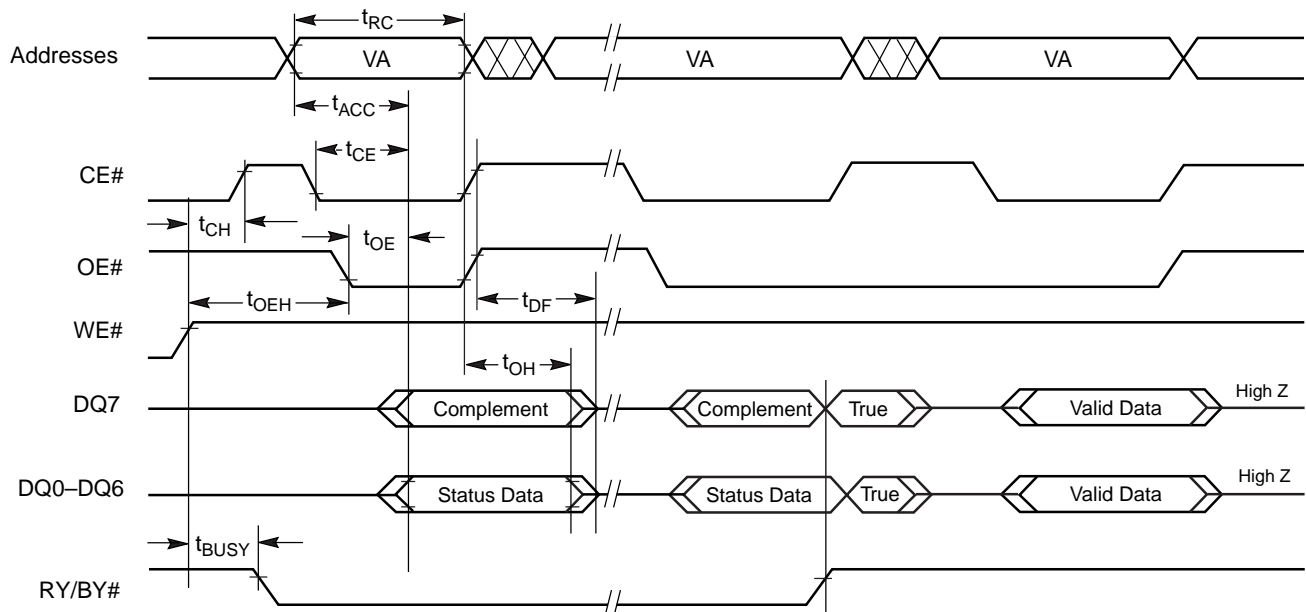 tRC
Addresses VA VA VA
tACC
tCE
CE#
tCH
tOE
OE#
tOEH tDF
WE#
tOH
DQ7 Complement Complement True Valid Data High Z
DQ0–DQ6 Status Data Status Data True Valid Data High Z
tBUSY
RY/BY#